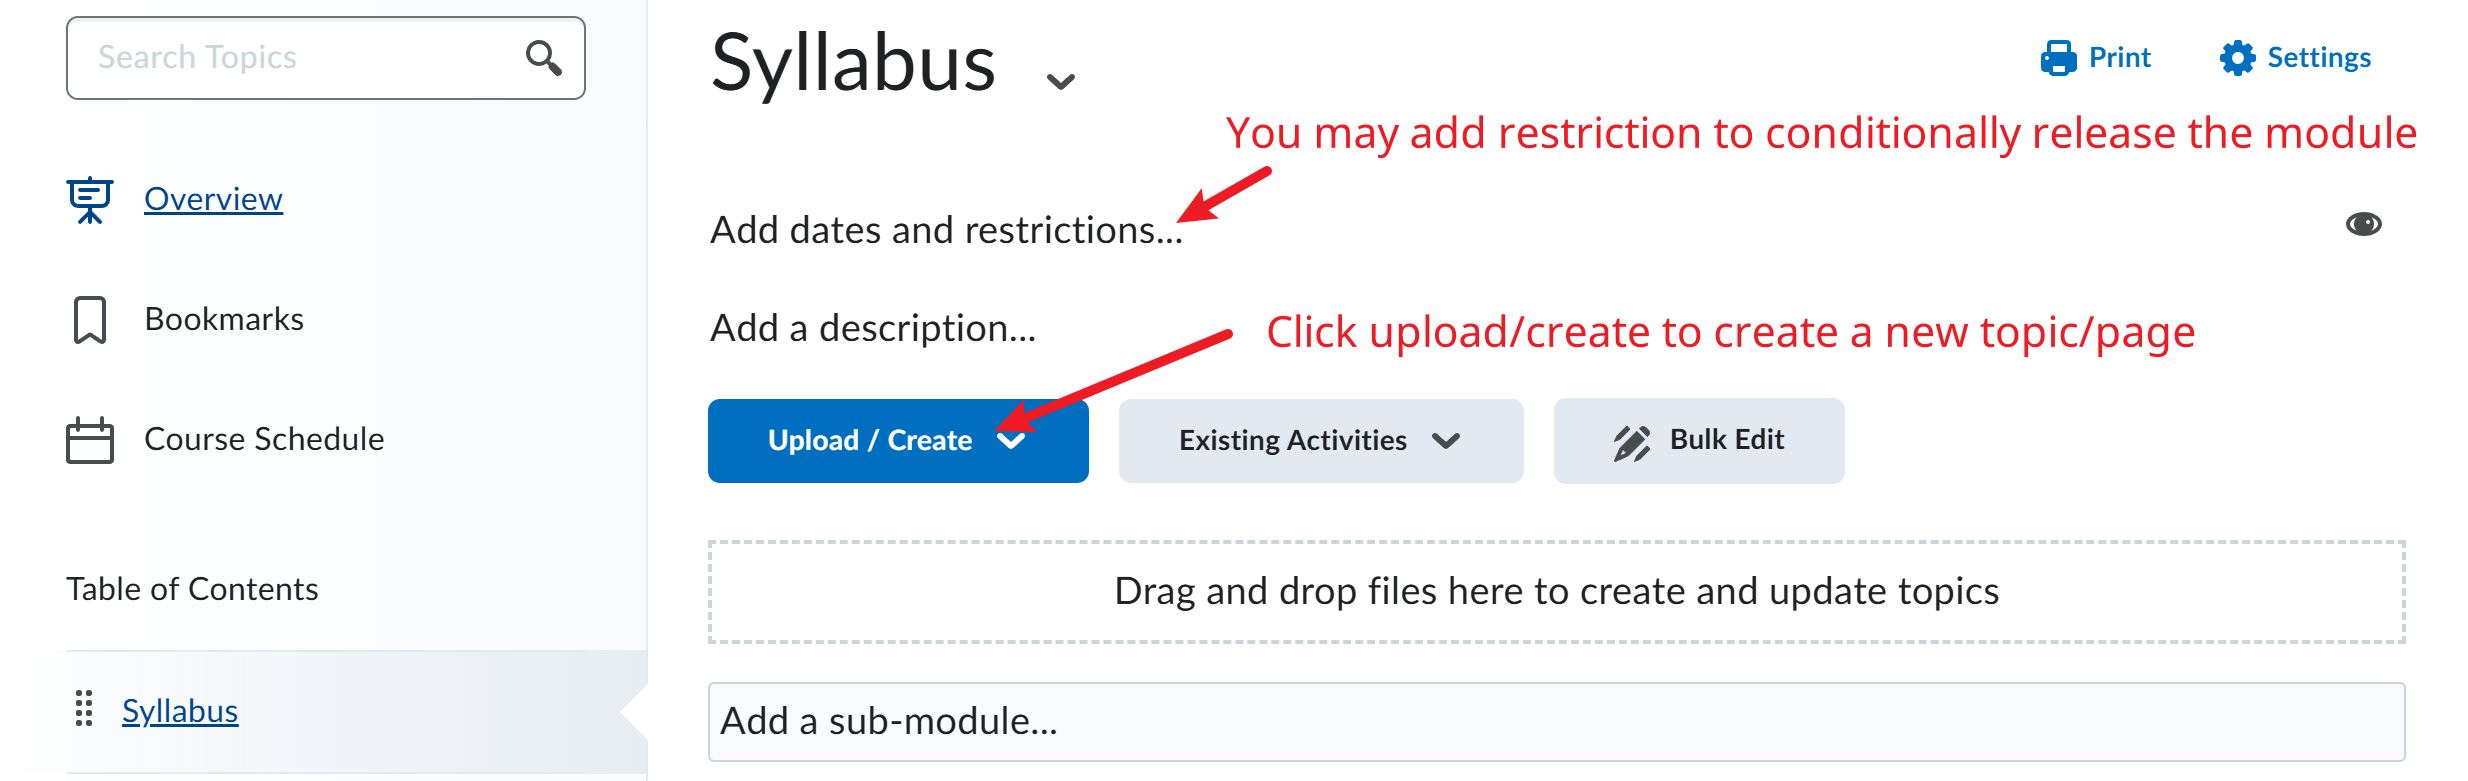 Search Topics
Overview
Bookmarks
Course Schedule
Table of Contents
Syllabus
Syllabus
Print
Settings
You may add restriction to conditionally release the module
Add dates and restrictions...
Add a description...
Click upload/create to create a new topic/page
Upload / Create
Existing Activities
Bulk Edit
Drag and drop files here to create and update topics
Add a sub-module...